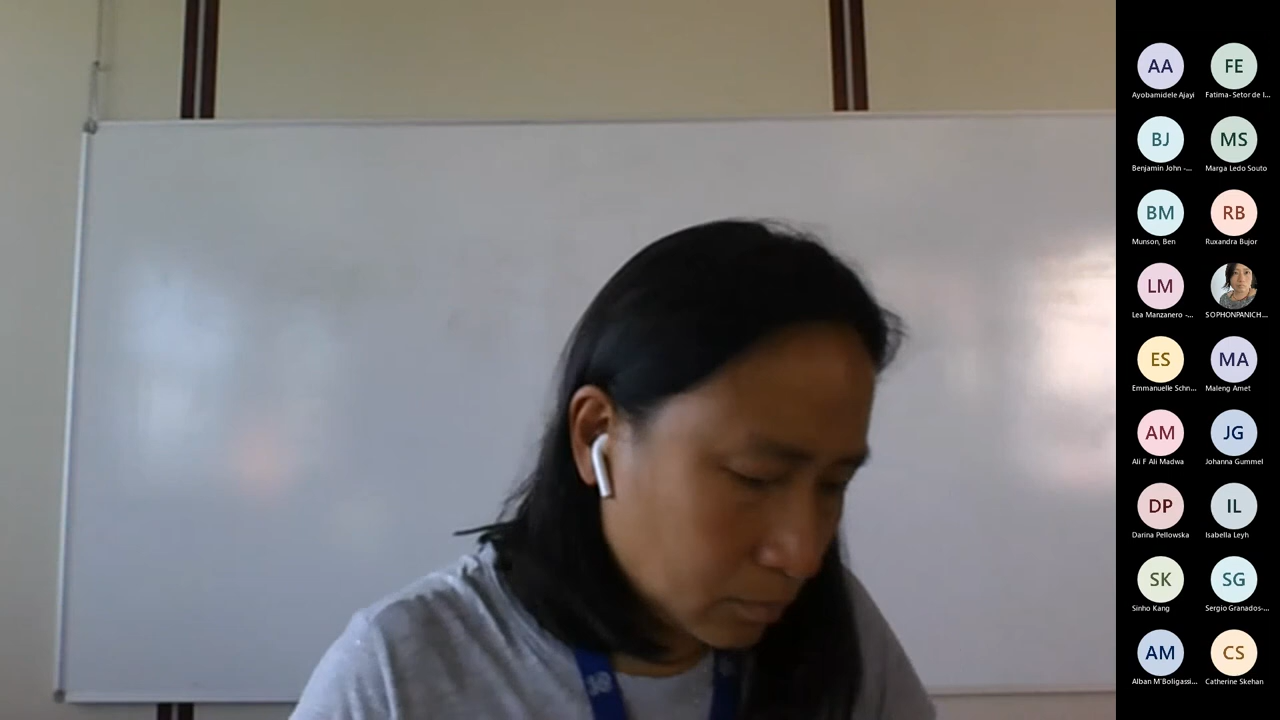 AA FE
Ayobamidele Ajayi Fatima- Setor de I...
BJ MS
Benjamin John -... Marga Ledo Souto
BM RB
Munson, Ben Ruxandra Bujor
LM
Lea Manzanero -... SOPHONPANICH...
ES MA
Emmanuelle Schn... Maleng Amet
AM JG
Ali F Ali Madwa Johanna Gummel
DP IL
Darina Pellowska Isabella Leyh
SK SG
Sinho Kang Sergio Granados-...
AM CS
Alban M'Boligassi... Catherine Skehan